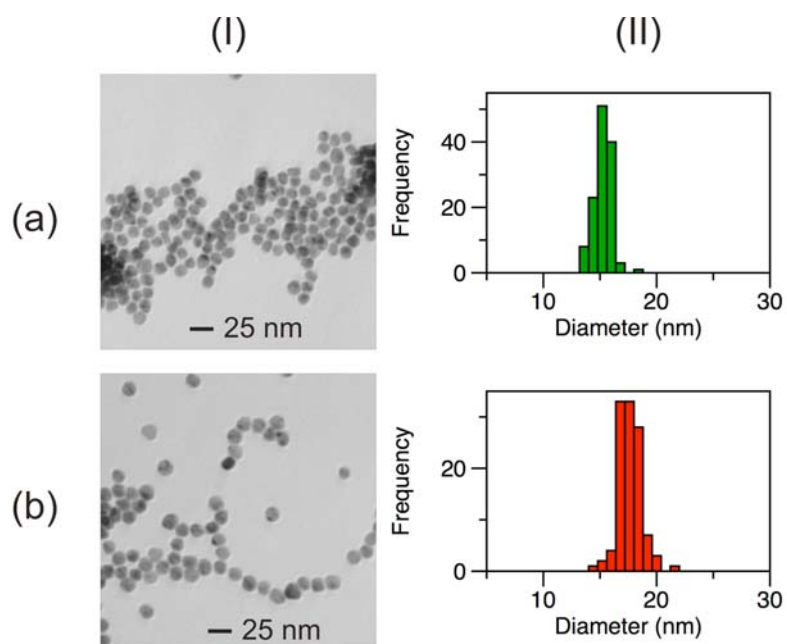 (I)
(II)
(a)
25 nm
Frequency
40
20
0
10
20
30
Diameter (nm)
(b)
25 nm
Frequency
20
0
10
20
30
Diameter (nm)